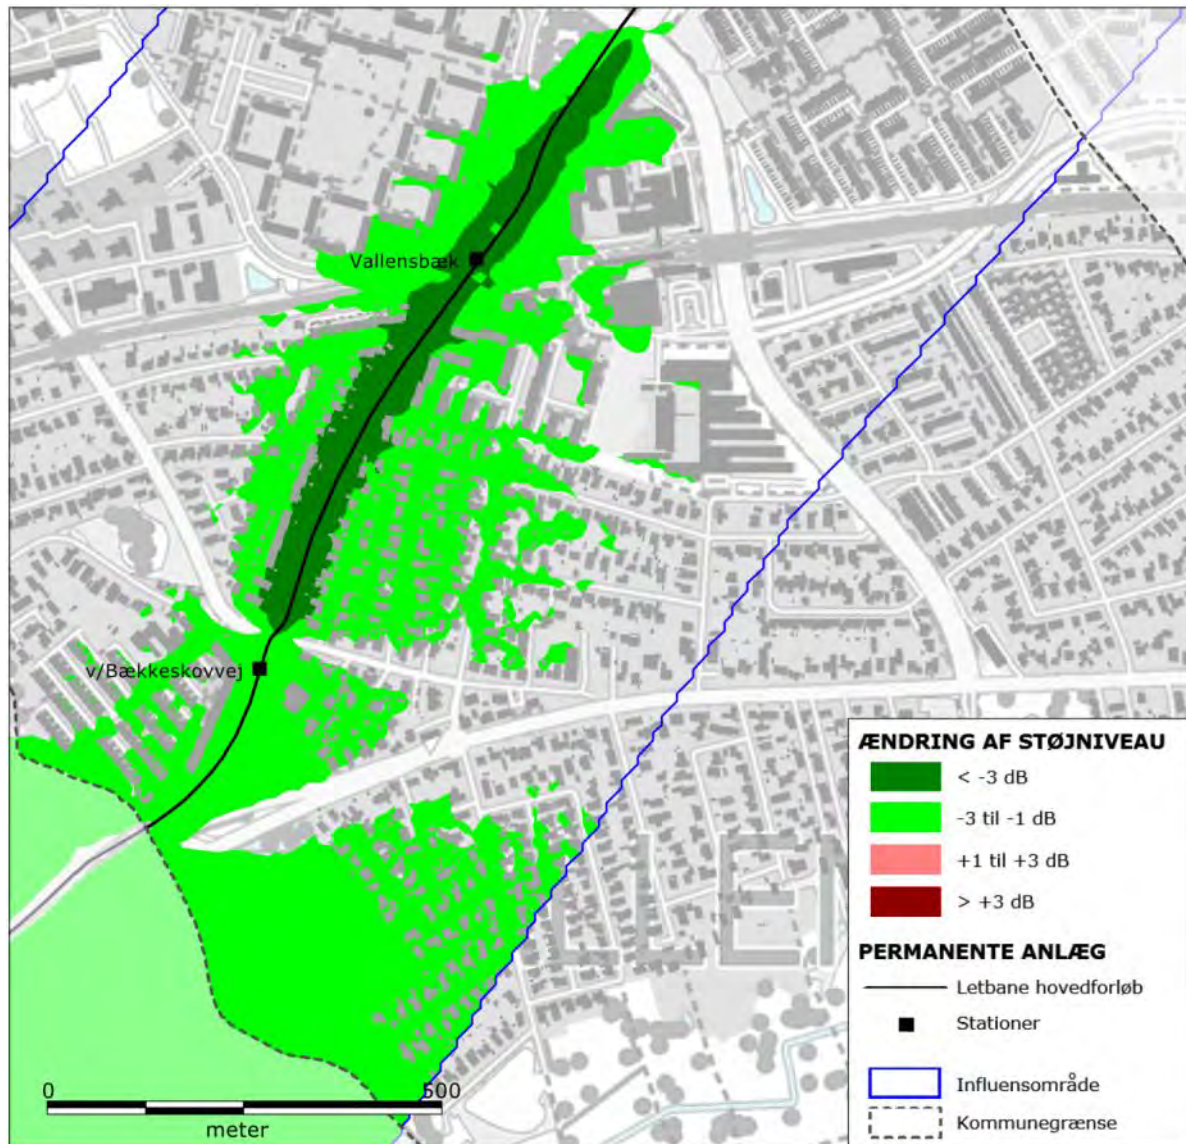 Vallensbæk
v/Bækkeskovvej
ÆNDRING AF STØJNIVEAU
< -3 dB
-3 til -1 dB
+1 til +3 dB
> +3 dB
PERMANENTE ANLÆG
Letbane hovedforløb
Stationer
Influensområde
Kommunegrænse
0 500
meter